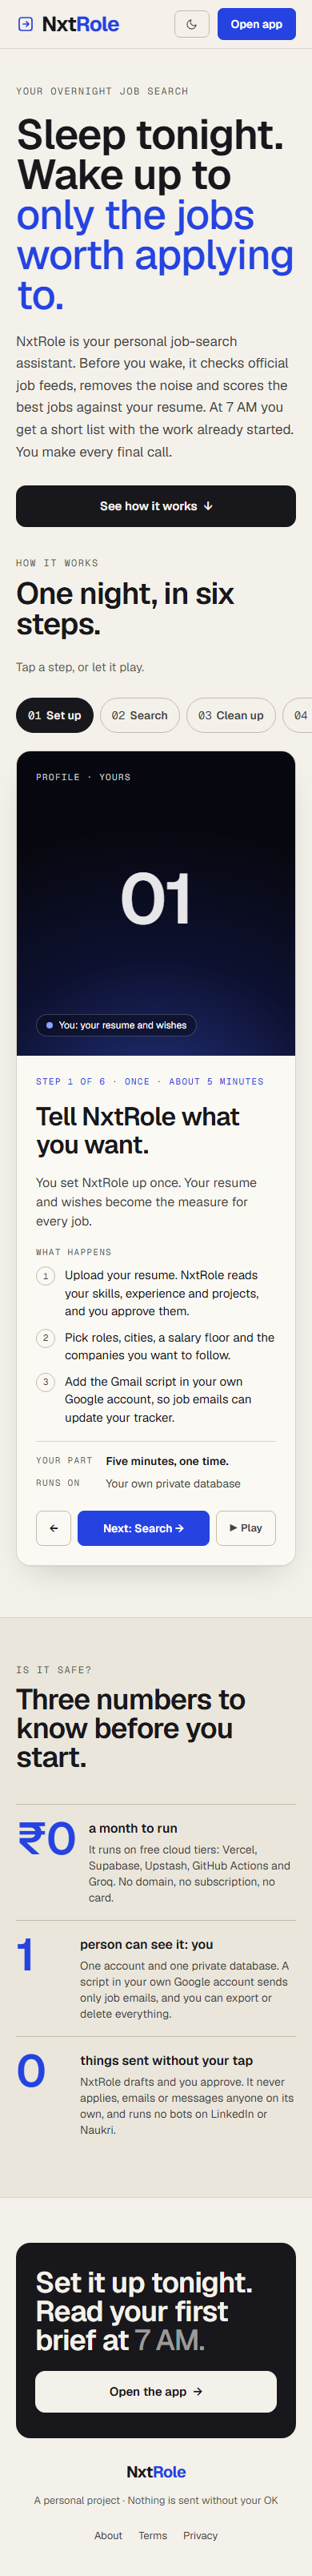 NxtRole
Open app
YOUR OVERNIGHT JOB SEARCH
Sleep tonight.
Wake up to
only the jobs
worth applying
to.
NxtRole is your personal job-search
assistant. Before you wake, it checks official
job feeds, removes the noise and scores the
best jobs against your resume. At 7 AM you
get a short list with the work already started.
You make every final call.
See how it works ↓
HOW IT WORKS
One night, in six
steps.
Tap a step, or let it play.
01 Set up
02 Search
03 Clean up
04
PROFILE · YOURS
01
You: your resume and wishes
STEP 1 OF 6 · ONCE · ABOUT 5 MINUTES
Tell NxtRole what
you want.
You set NxtRole up once. Your resume
and wishes become the measure for
every job.
WHAT HAPPENS
1 Upload your resume. NxtRole reads
your skills, experience and projects,
and you approve them.
2 Pick roles, cities, a salary floor and the
companies you want to follow.
3 Add the Gmail script in your own
Google account, so job emails can
update your tracker.
YOUR PART Five minutes, one time.
RUNS ON Your own private database
←
Next: Search →
▶ Play
IS IT SAFE?
Three numbers to
know before you
start.
₹0
a month to run
It runs on free cloud tiers: Vercel,
Supabase, Upstash, GitHub Actions and
Groq. No domain, no subscription, no
card.
1
person can see it: you
One account and one private database. A
script in your own Google account sends
only job emails, and you can export or
delete everything.
0
things sent without your tap
NxtRole drafts and you approve. It never
applies, emails or messages anyone on its
own, and runs no bots on LinkedIn or
Naukri.
Set it up tonight.
Read your first
brief at 7 AM.
Open the app →
NxtRole
A personal project · Nothing is sent without your OK
About Terms Privacy